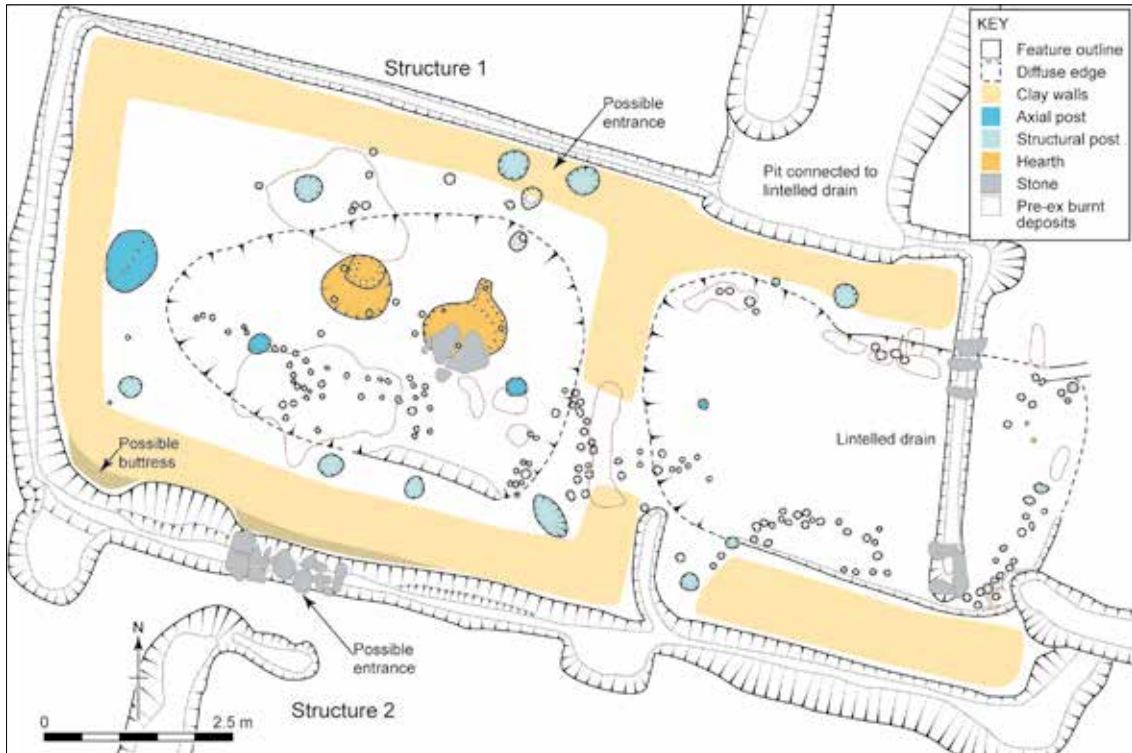 Structure 1
Possible
entrance
Pit connected to
lintelled drain
KEY
Feature outline
Diffuse edge
Clay walls
Axial post
Structural post
Hearth
Stone
Pre-ex burnt
deposits
Possible
buttress
Lintelled drain
Possible
entrance
Structure 2
N
0
2.5 m